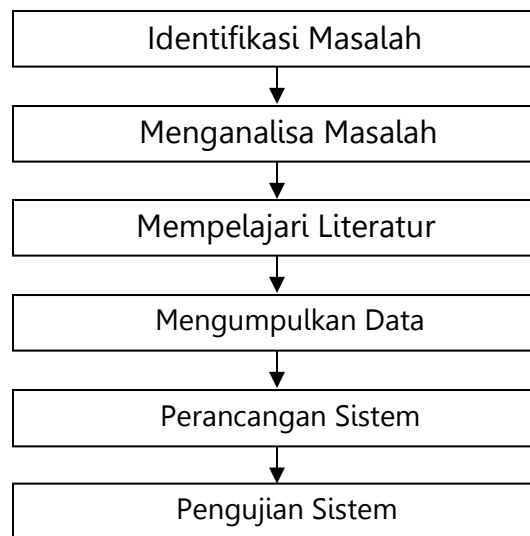 Identifikasi Masalah
Menganalisa Masalah
Mempelajari Literatur
Mengumpulkan Data
Perancangan Sistem
Pengujian Sistem